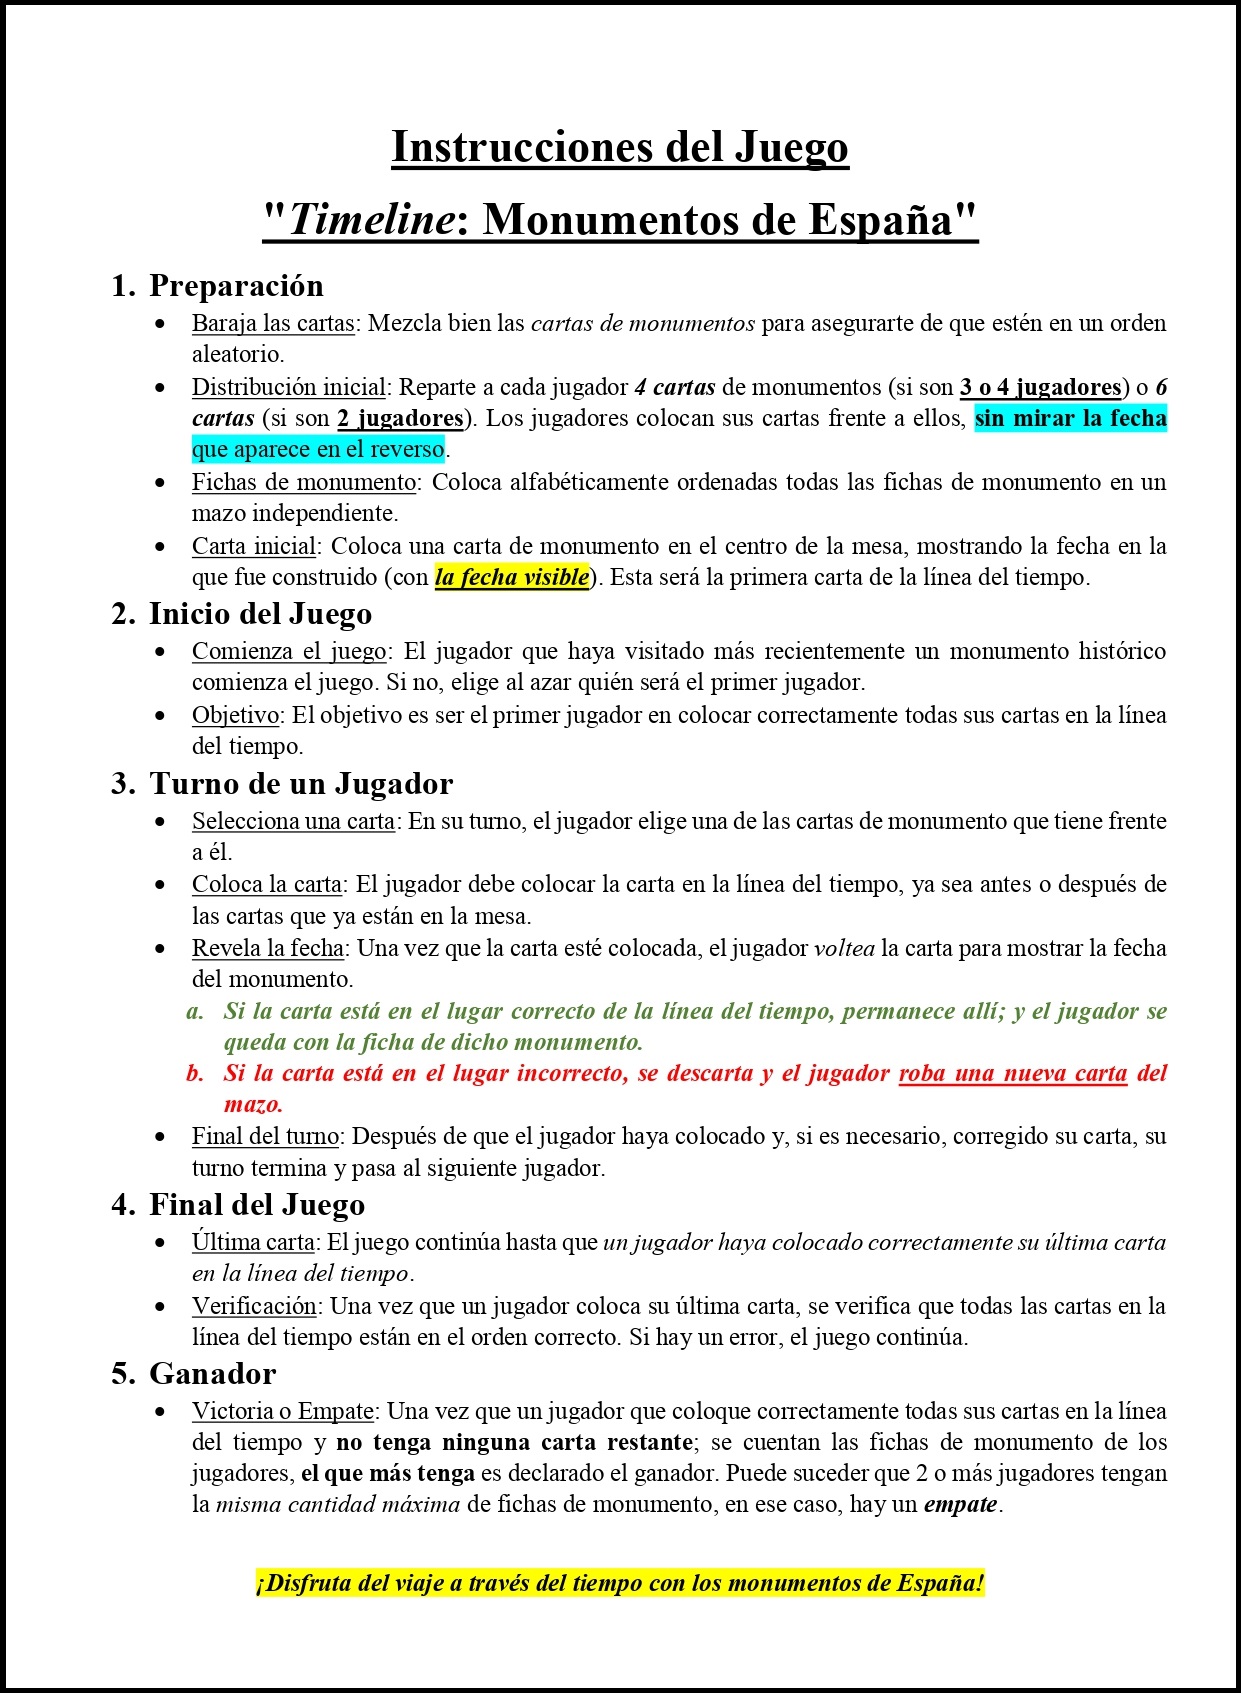 Instrucciones del Juego
"Timeline: Monumentos de España"
1. Preparación
• Baraja las cartas: Mezcla bien las cartas de monumentos para asegurarte de que estén en un orden
aleatorio.
• Distribución inicial: Reparte a cada jugador 4 cartas de monumentos (si son 3 o 4 jugadores) o 6
cartas (si son 2 jugadores). Los jugadores colocan sus cartas frente a ellos, sin mirar la fecha
que aparece en el reverso.
• Fichas de monumento: Coloca alfabéticamente ordenadas todas las fichas de monumento en un
mazo independiente.
• Carta inicial: Coloca una carta de monumento en el centro de la mesa, mostrando la fecha en la
que fue construido (con la fecha visible). Esta será la primera carta de la línea del tiempo.
2. Inicio del Juego
• Comienza el juego: El jugador que haya visitado más recientemente un monumento histórico
comienza el juego. Si no, elige al azar quién será el primer jugador.
• Objetivo: El objetivo es ser el primer jugador en colocar correctamente todas sus cartas en la línea
del tiempo.
3. Turno de un Jugador
• Selecciona una carta: En su turno, el jugador elige una de las cartas de monumento que tiene frente
a él.
• Coloca la carta: El jugador debe colocar la carta en la línea del tiempo, ya sea antes o después de
las cartas que ya están en la mesa.
• Revela la fecha: Una vez que la carta esté colocada, el jugador voltea la carta para mostrar la fecha
del monumento.
a. Si la carta está en el lugar correcto de la línea del tiempo, permanece allí; y el jugador se
queda con la ficha de dicho monumento.
b. Si la carta está en el lugar incorrecto, se descarta y el jugador roba una nueva carta del
mazo.
• Final del turno: Después de que el jugador haya colocado y, si es necesario, corregido su carta, su
turno termina y pasa al siguiente jugador.
4. Final del Juego
• Última carta: El juego continúa hasta que un jugador haya colocado correctamente su última carta
en la línea del tiempo.
• Verificación: Una vez que un jugador coloca su última carta, se verifica que todas las cartas en la
línea del tiempo están en el orden correcto. Si hay un error, el juego continúa.
5. Ganador
• Victoria o Empate: Una vez que un jugador que coloque correctamente todas sus cartas en la línea
del tiempo y no tenga ninguna carta restante; se cuentan las fichas de monumento de los
jugadores, el que más tenga es declarado el ganador. Puede suceder que 2 o más jugadores tengan
la misma cantidad máxima de fichas de monumento, en ese caso, hay un empate.
¡Disfruta del viaje a través del tiempo con los monumentos de España!